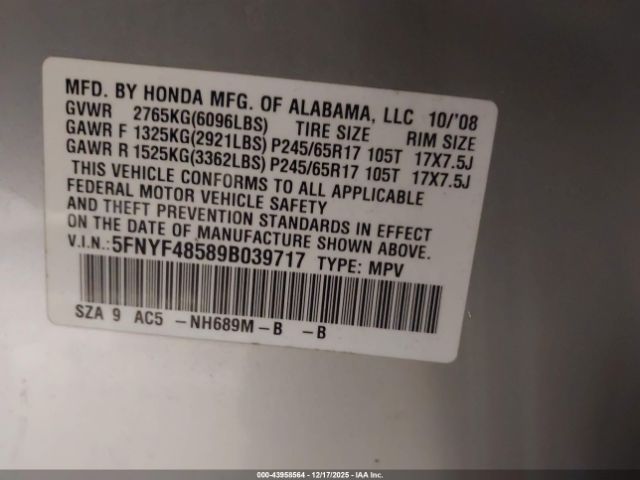 MFD. BY HONDA MFG. OF ALABAMA, LLC 10/'08
GVWR 2765KG(6096LBS) TIRE SIZE RIM SIZE
GAWR F 1325KG(2921LBS) P245/65R17 105T 17X7.5J
GAWR R 1525KG(3362LBS) P245/65R17 105T 17X7.5J
THIS VEHICLE CONFORMS TO ALL APPLICABLE
FEDERAL MOTOR VEHICLE SAFETY
AND THEFT PREVENTION STANDARDS IN EFFECT
ON THE DATE OF MANUFACTURE SHOWN ABOVE.
V.I.N.:5FNYF48589B039717 TYPE: MPV
SZA 9 AC5 -NH689M-B -B
000-43958564 - 12/17/2025 - IAA Inc.